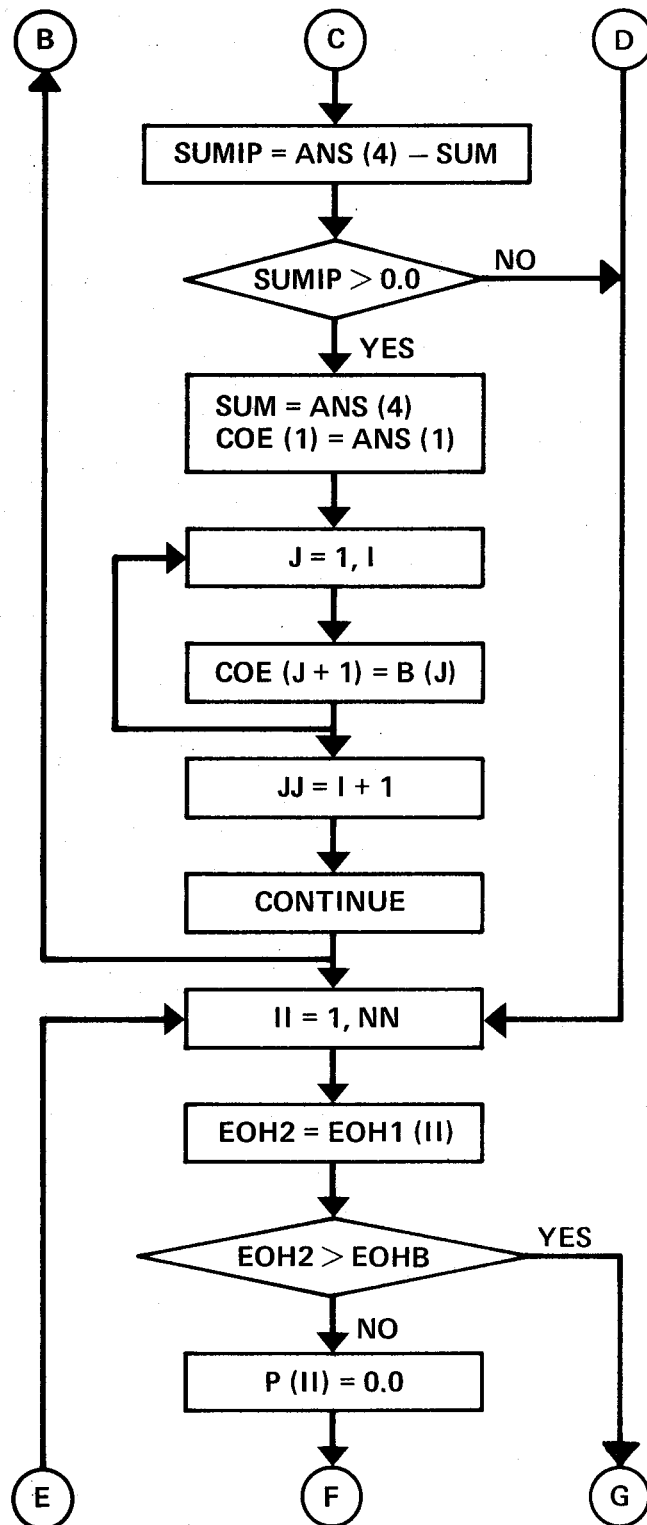 B
C
D
SUMIP = ANS (4) – SUM
SUMIP > 0.0
NO
YES
SUM = ANS (4)
COE (1) = ANS (1)
J = 1, I
COE (J + 1) = B (J)
JJ = I + 1
CONTINUE
II = 1, NN
EOH2 = EOH1 (II)
EOH2 > EOHB
YES
NO
P (II) = 0.0
E
F
G